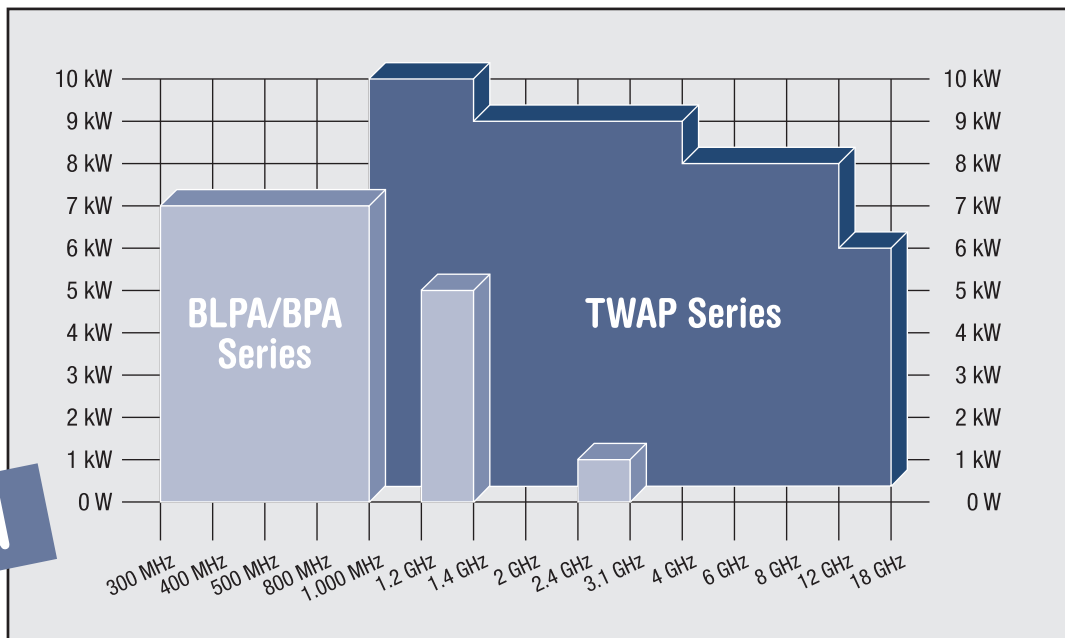 10 kW 10 kW
9 kW 9 kW
8 kW 8 kW
7 kW 7 kW
6 kW 6 kW
5 kW 5 kW
BLPA/BPA TWAP Series
4 kW 4 kW
Series
3 kW 3 kW
2 kW 2 kW
1 kW 1 kW
0 W 0 W
300 MHz 400 MHz 500 MHz 800 MHz 1.000 MHz 1.2 GHz 1.4 GHz 2 GHz 2.4 GHz 3.1 GHz 4 GHz 6 GHz 8 GHz 12 GHz 18 GHz